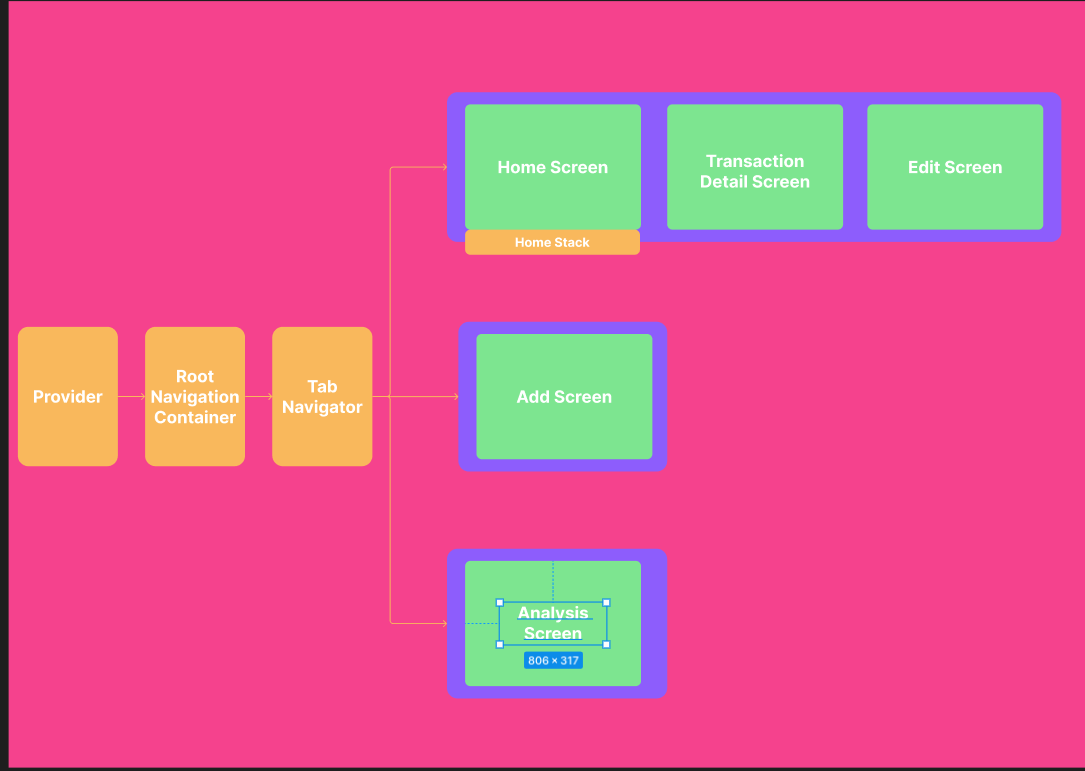 Home Screen
Transaction
Detail Screen
Edit Screen
Home Stack
Provider
Root
Navigation
Container
Tab
Navigator
Add Screen
Analysis
Screen
806 × 317